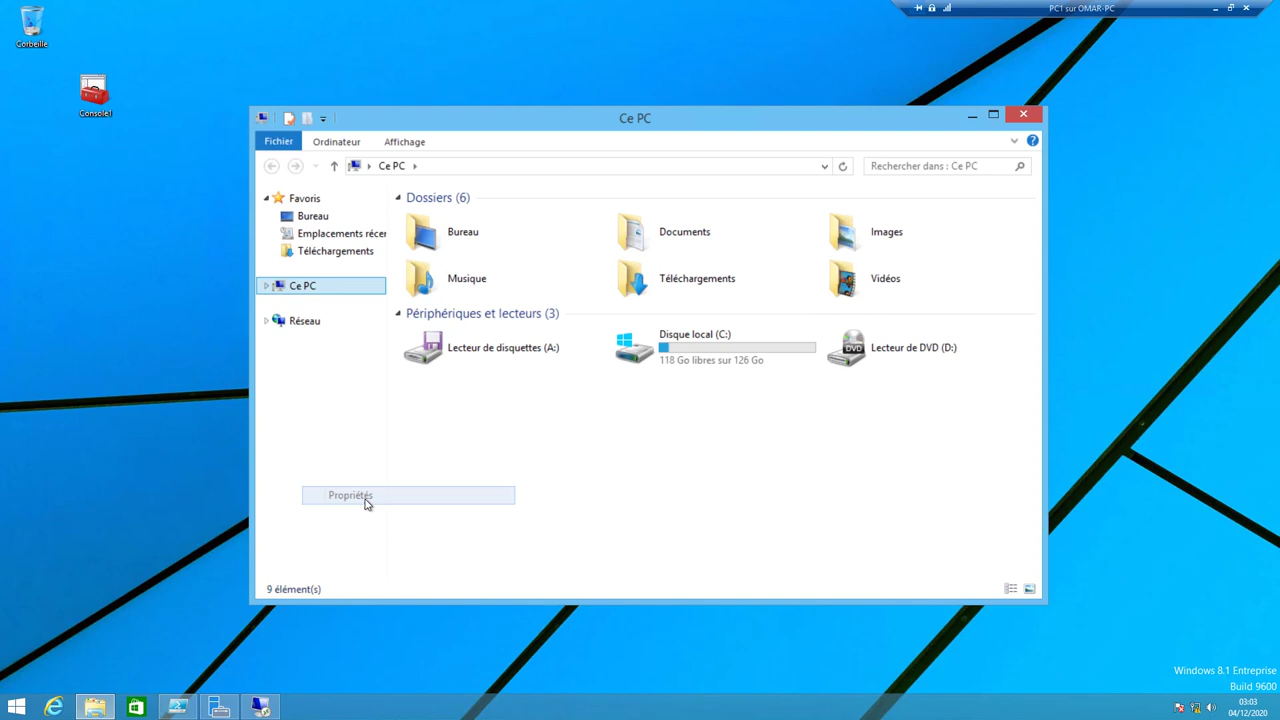 Corbeille
Console1
PC1 sur OMAR-PC
Ce PC
Fichier
Ordinateur
Affichage
Ce PC
Rechercher dans : Ce PC
Favoris
Bureau
Emplacements récer
Téléchargements
Ce PC
Réseau
Dossiers (6)
Bureau
Documents
Images
Musique
Téléchargements
Vidéos
Périphériques et lecteurs (3)
Lecteur de disquettes (A:)
Disque local (C:)
118 Go libres sur 126 Go
DVD
Lecteur de DVD (D:)
Propriétés
9 élément(s)
Windows 8.1 Entreprise
Build 9600
03:03
04/12/2020